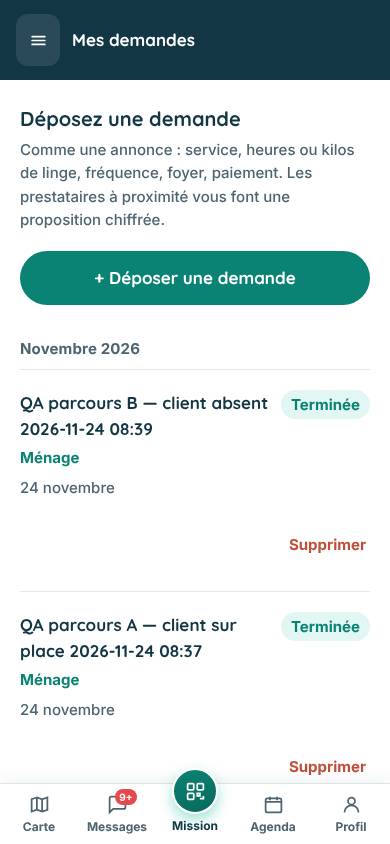 Mes demandes
Déposez une demande
Comme une annonce : service, heures ou kilos
de linge, fréquence, foyer, paiement. Les
prestataires à proximité vous font une
proposition chiffrée.
+ Déposer une demande
Novembre 2026
QA parcours B — client absent
2026-11-24 08:39
Terminée
Ménage
24 novembre
Supprimer
QA parcours A — client sur
place 2026-11-24 08:37
Terminée
Ménage
24 novembre
Supprimer
9+
Carte
Messages
Mission
Agenda
Profil